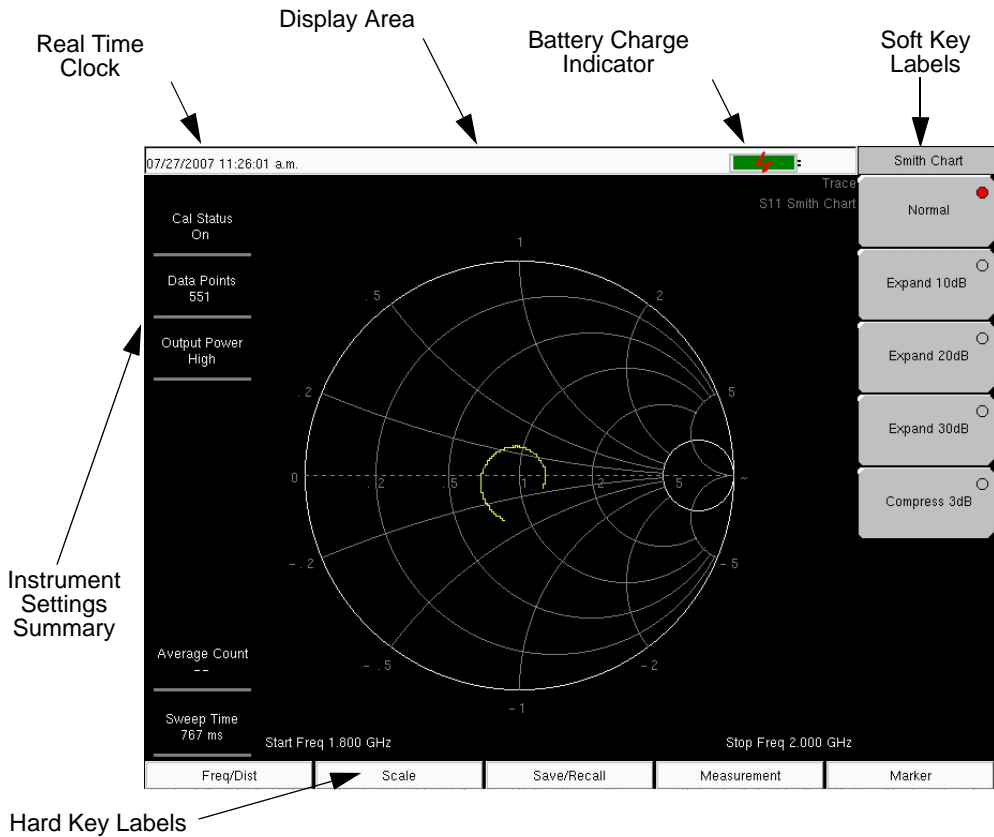 Display Area
Real Time
Clock
Battery Charge
Indicator
Soft Key
Labels
07/27/2007 11:26:01 a.m.
Smith Chart
Trace
S11 Smith Chart
Normal
Cal Status
On
Data Points
551
Output Power
High
Expand 10dB
Expand 20dB
Expand 30dB
Compress 3dB
1
.5
2
.2
5
0
.2
.5
1
2
5
~
-.2
-5
-.5
-2
-1
Instrument
Settings
Summary
Average Count
--
Sweep Time
767 ms
Start Freq 1.800 GHz
Stop Freq 2.000 GHz
Freq/Dist
Scale
Save/Recall
Measurement
Marker
Hard Key Labels